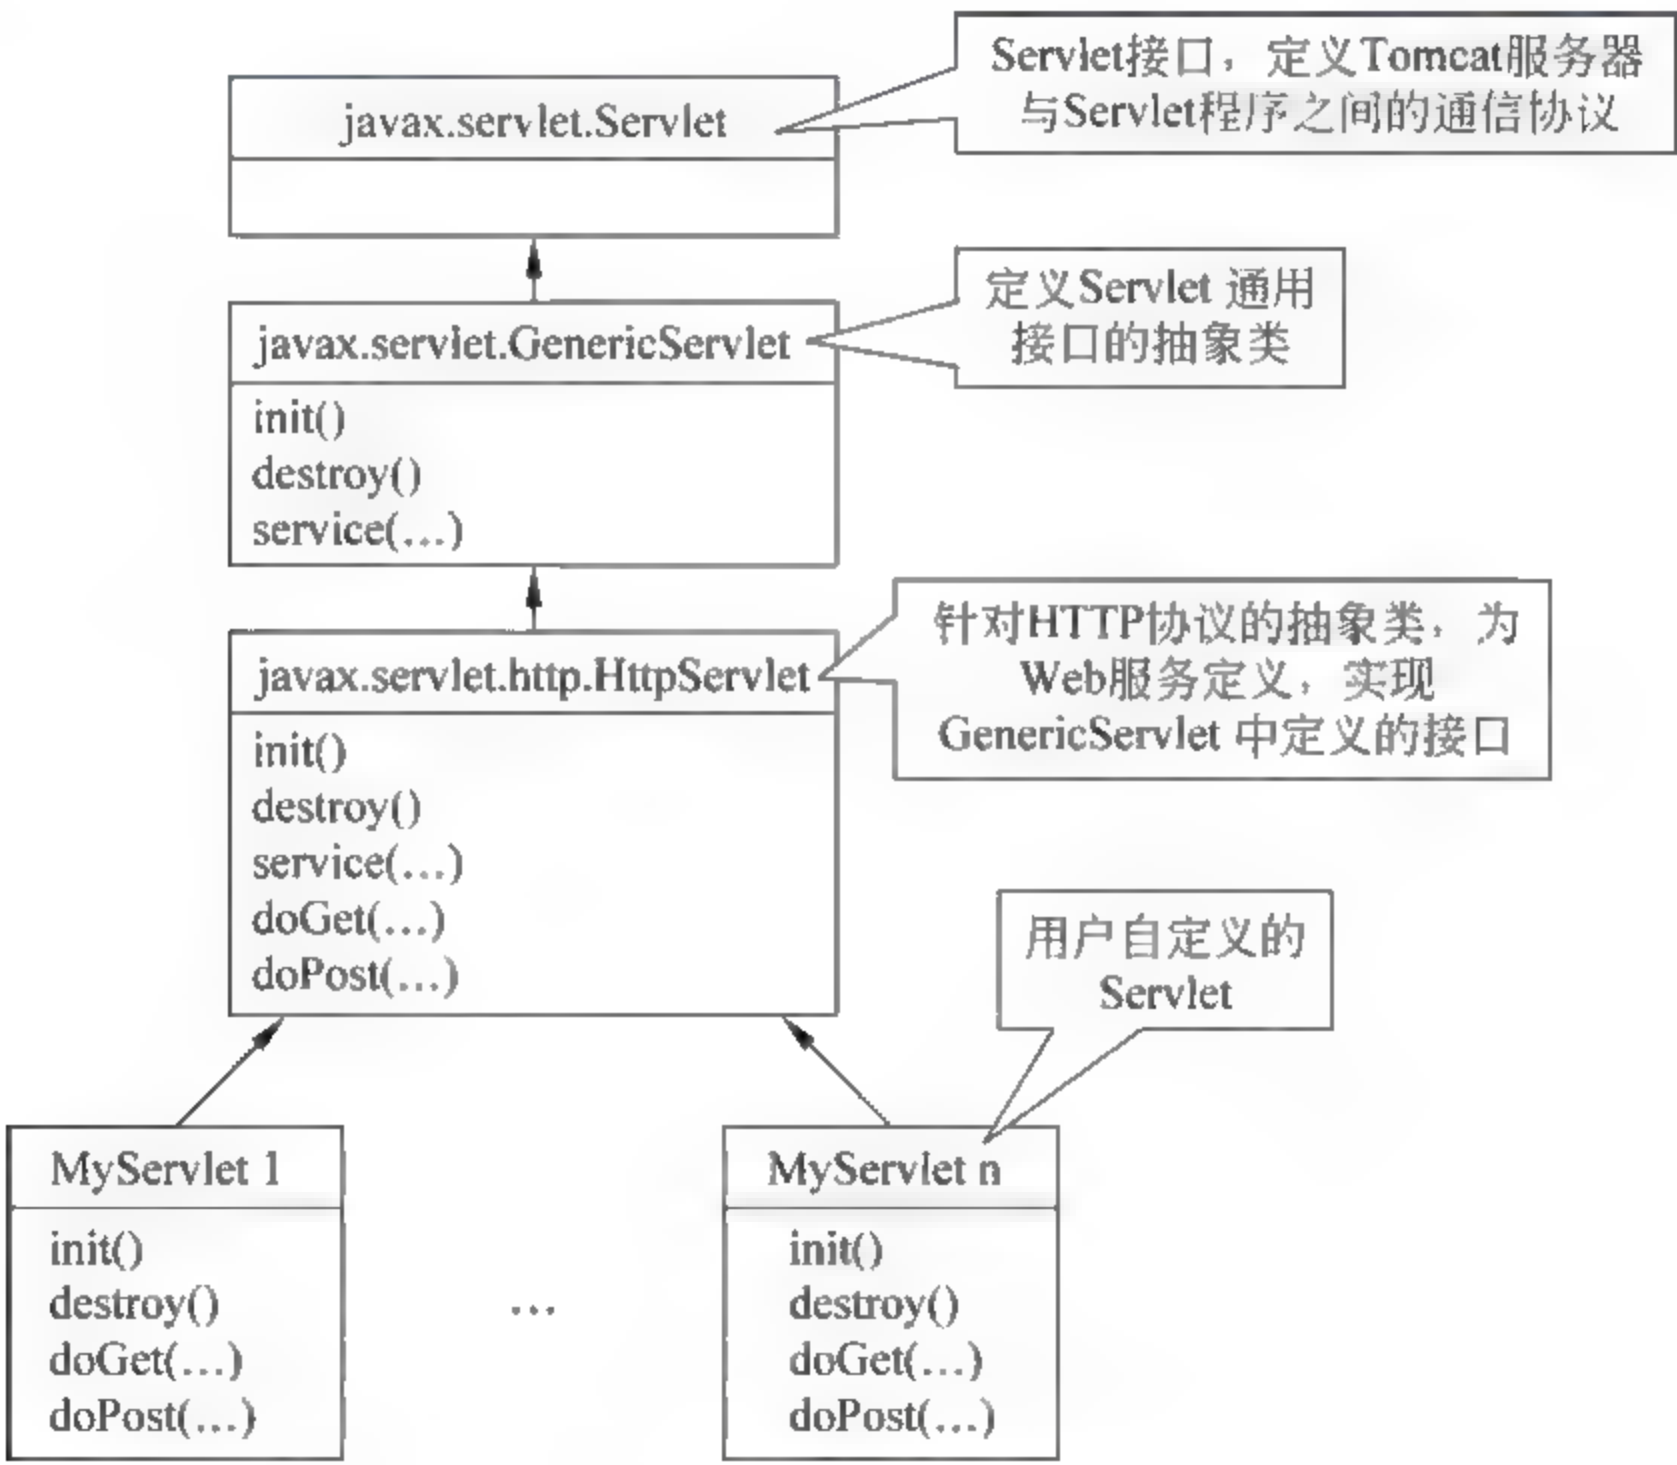 Servlet接口，定义Tomcat服务器
与Servlet程序之间的通信协议
javax.servlet.Servlet
定义Servlet 通用
接口的抽象类
javax.servlet.GenericServlet
init()
destroy()
service(…)
针对HTTP协议的抽象类，为
Web服务定义，实现
GenericServlet 中定义的接口
javax.servlet.http.HttpServlet
init()
destroy()
service(…)
doGet(…)
doPost(…)
用户自定义的
Servlet
MyServlet 1
init()
destroy()
doGet(…)
doPost(…)
…
MyServlet n
init()
destroy()
doGet(…)
doPost(…)